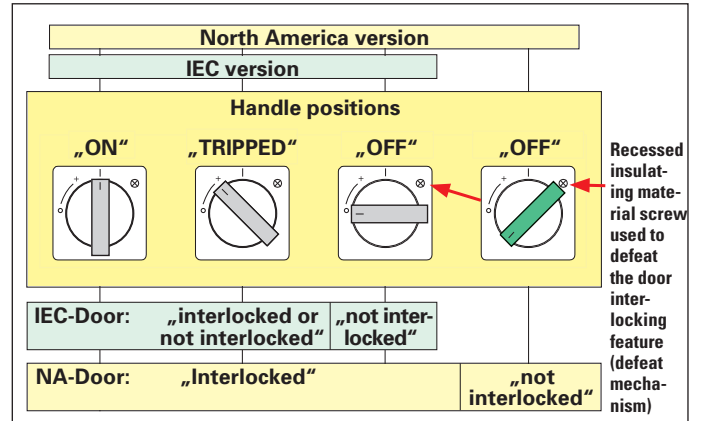 North America version
IEC version
Handle positions
„ON“
„TRIPPED“
„OFF“
„OFF“
Recessed
insulat-
ing mate-
rial screw
used to
defeat
the door
inter-
locking
feature
(defeat
mecha-
nism)
IEC-Door: „interlocked or
not interlocked“
„not inter-
locked“
NA-Door: „Interlocked“
„not
interlocked“